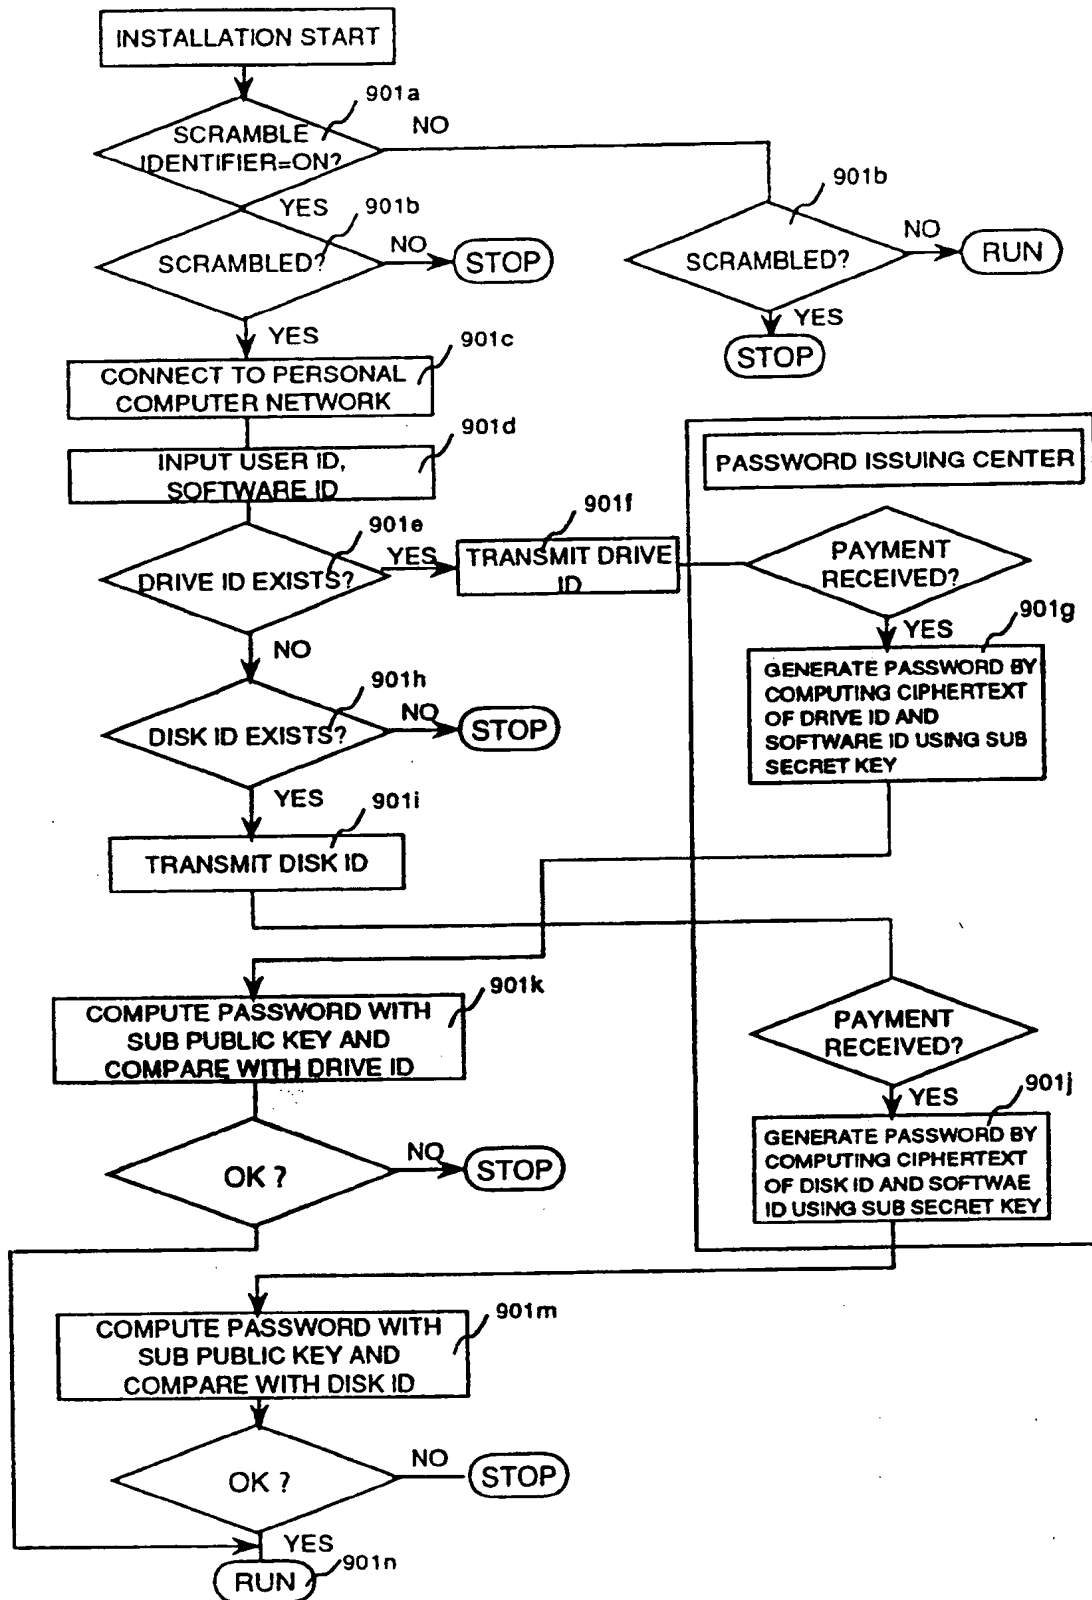 INSTALLATION START
901a
SCRAMBLE
IDENTIFIER=ON?
NO
YES
901b
SCRAMBLED?
NO
STOP
901b
SCRAMBLED?
NO
RUN
YES
STOP
YES
901c
CONNECT TO PERSONAL
COMPUTER NETWORK
901d
INPUT USER ID,
SOFTWARE ID
PASSWORD ISSUING CENTER
901e
DRIVE ID EXISTS?
YES
901f
TRANSMIT DRIVE
ID
PAYMENT
RECEIVED?
YES
901g
GENERATE PASSWORD BY
COMPUTING CIPHERTEXT
OF DRIVE ID AND
SOFTWARE ID USING SUB
SECRET KEY
NO
901h
DISK ID EXISTS?
NO
STOP
YES
901i
TRANSMIT DISK ID
901k
COMPUTE PASSWORD WITH
SUB PUBLIC KEY AND
COMPARE WITH DRIVE ID
PAYMENT
RECEIVED?
YES
901j
GENERATE PASSWORD BY
COMPUTING CIPHERTEXT
OF DISK ID AND SOFTWAE
ID USING SUB SECRET KEY
OK ?
NO
STOP
901m
COMPUTE PASSWORD WITH
SUB PUBLIC KEY AND
COMPARE WITH DISK ID
OK ?
NO
STOP
YES
901n
RUN